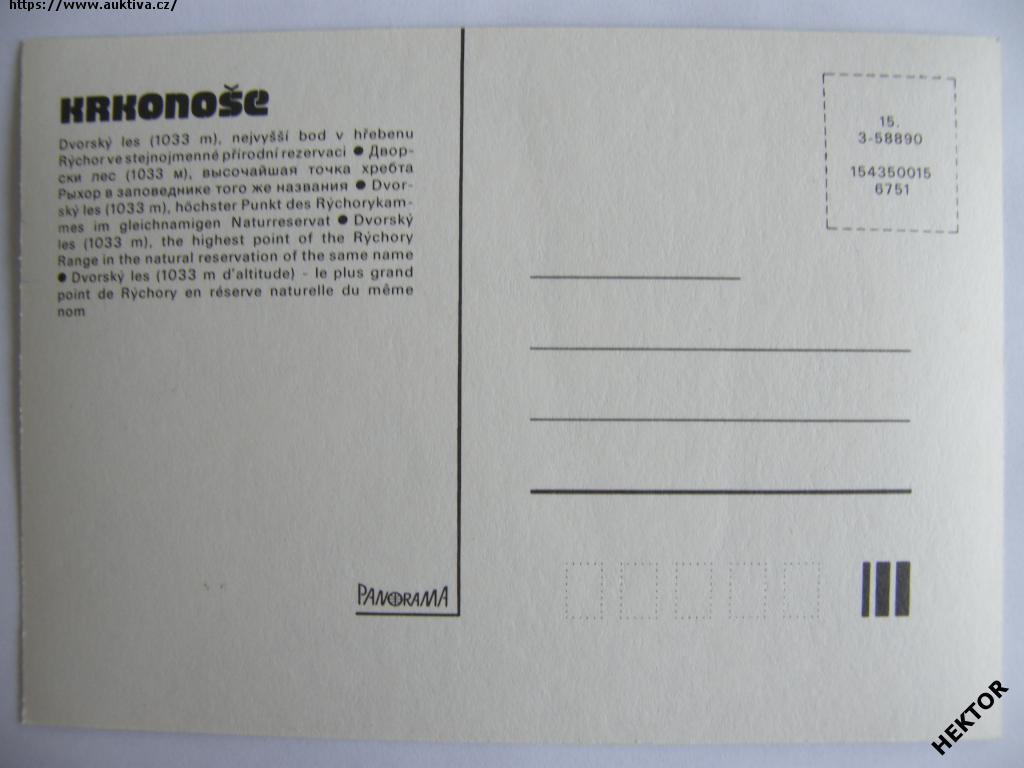 https://www.auktiva.cz/
KRKONOŠE
Dvorský les (1033 m), nejvyšší bod v hřebenu
Rýchor ve stejnojmenné přírodní rezervaci ● Двор-
ски лес (1033 м), высочайшая точка хребта
Рыхор в заповеднике того же названия ● Dvor-
ský les (1033 m), höchster Punkt des Rýchorykam-
mes im gleichnamigen Naturreservat ● Dvorský
les (1033 m), the highest point of the Rýchory
Range in the natural reservation of the same name
● Dvorský les (1033 m d'altitude) - le plus grand
point de Rýchory en réserve naturelle du même
nom
PANORAMA
15.
3-58890
154350015
6751
HEKTOR